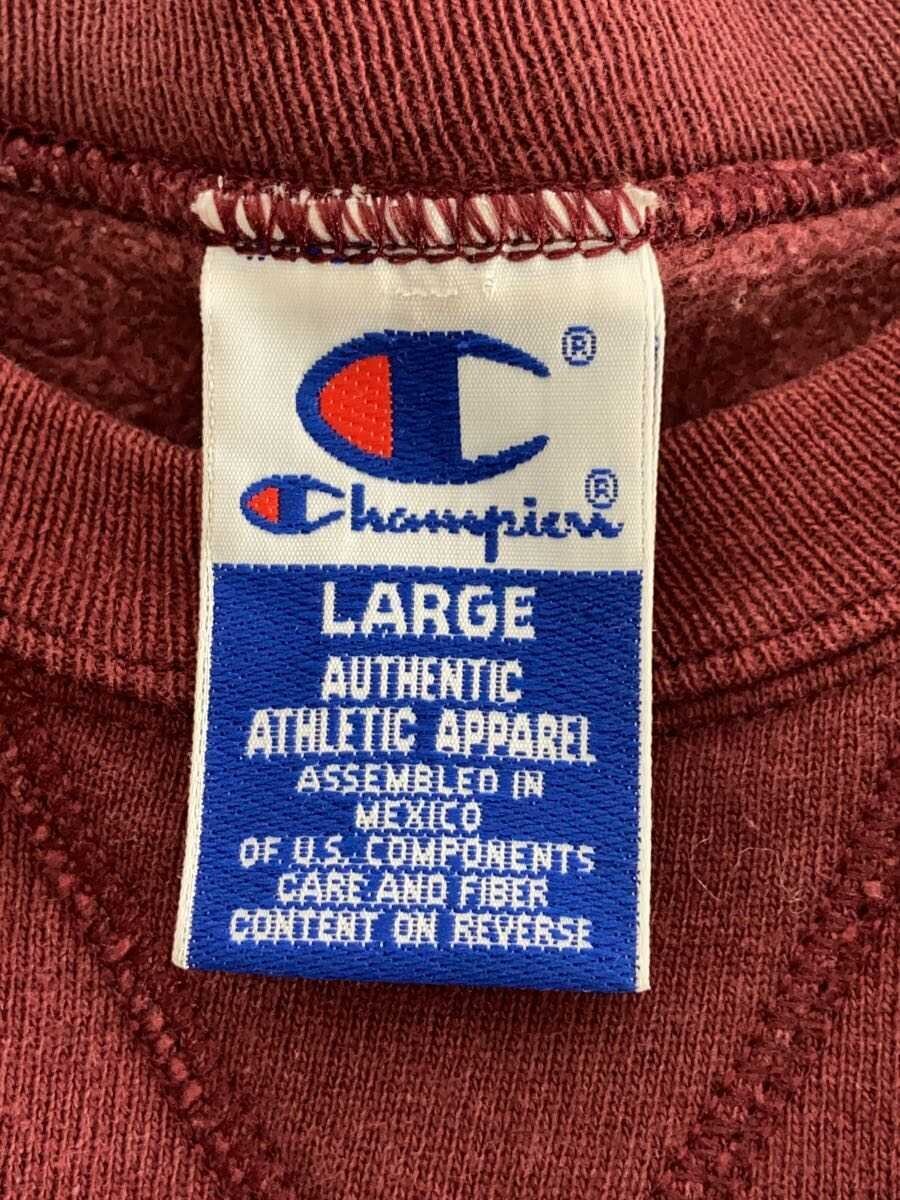 ®
Champion®
LARGE
AUTHENTIC
ATHLETIC APPAREL
ASSEMBLED IN
MEXICO
OF U.S. COMPONENTS
CARE AND FIBER
CONTENT ON REVERSE